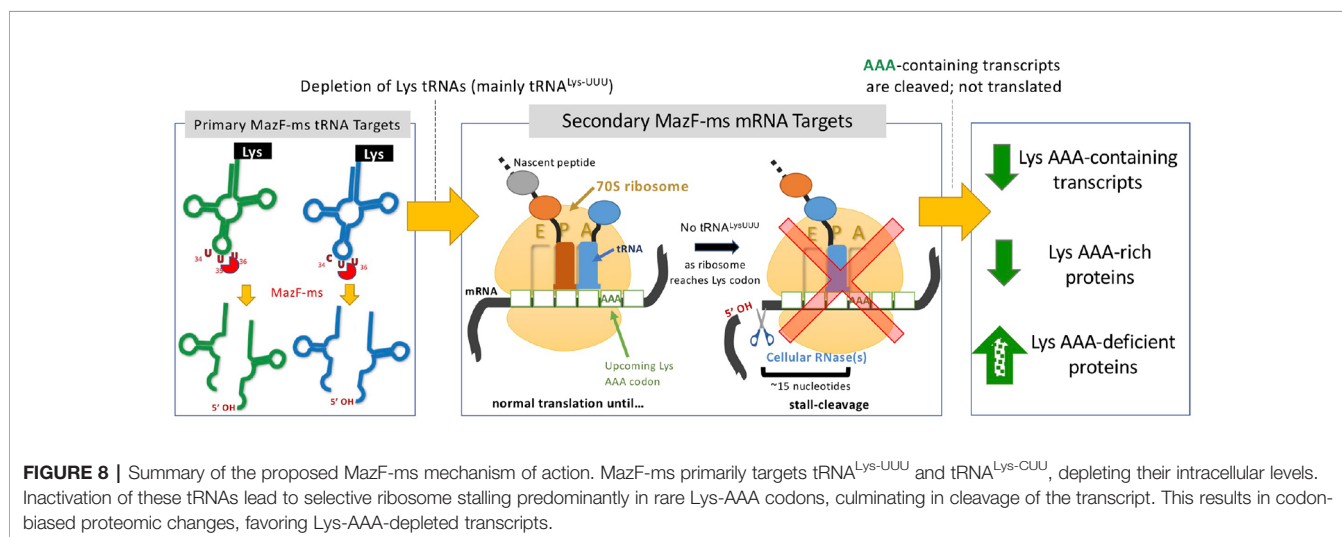 Depletion of Lys tRNAs (mainly tRNA^Lys-UUU)
AAA-containing transcripts
are cleaved; not translated
Primary MazF-ms tRNA Targets
Lys
Lys
34
U
U
35
U
36
34
C
U
U
36
MazF-ms
5' OH
5' OH
Secondary MazF-ms mRNA Targets
Nascent peptide
70S ribosome
E P A
tRNA
mRNA
AAA
Upcoming Lys
AAA codon
normal translation until...
No tRNA^LysUUU
as ribosome
reaches Lys codon
E P A
AAA
5' OH
Cellular RNase(s)
~15 nucleotides
stall-cleavage
Lys AAA-containing
transcripts
Lys AAA-rich
proteins
Lys AAA-deficient
proteins
FIGURE 8 | Summary of the proposed MazF-ms mechanism of action. MazF-ms primarily targets tRNA^Lys-UUU and tRNA^Lys-CUU, depleting their intracellular levels.
Inactivation of these tRNAs lead to selective ribosome stalling predominantly in rare Lys-AAA codons, culminating in cleavage of the transcript. This results in codon-
biased proteomic changes, favoring Lys-AAA-depleted transcripts.